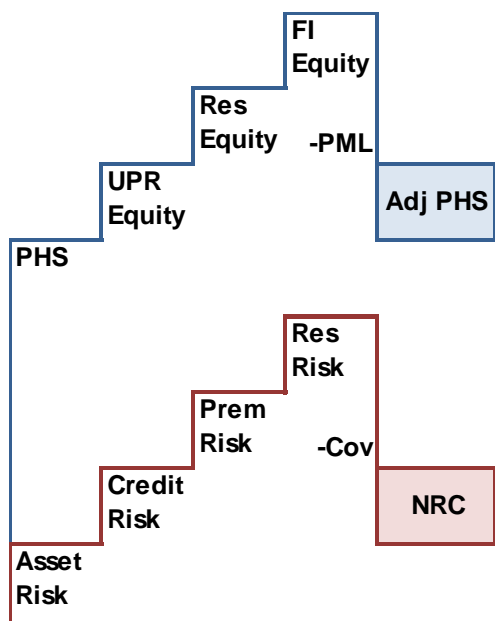 FI
Equity
Res
Equity
-PML
UPR
Equity
Adj PHS
PHS
Res
Risk
Prem
Risk
-Cov
Credit
Risk
NRC
Asset
Risk